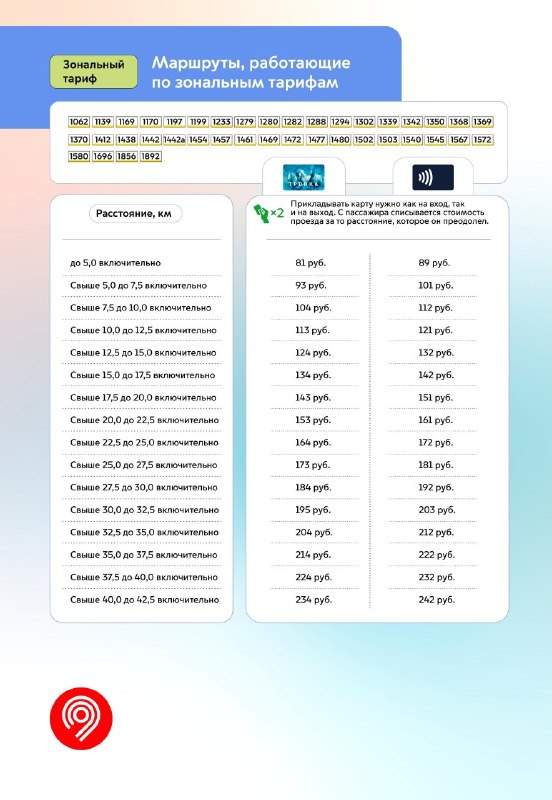 Зональный
тариф
Маршруты, работающие
по зональным тарифам
1062 1139 1169 1170 1197 1199 1233 1279 1280 1282 1288 1294 1302 1339 1342 1350 1368 1369
1370 1412 1438 1442 1442а 1454 1457 1461 1469 1472 1477 1480 1502 1503 1540 1545 1567 1572
1580 1696 1856 1892
ТРОЙКА
Расстояние, км
×2 Прикладывать карту нужно как на вход, так
и на выход. С пассажира списывается стоимость
проезда за то расстояние, которое он преодолел.
до 5,0 включительно 81 руб. 89 руб.
Свыше 5,0 до 7,5 включительно 93 руб. 101 руб.
Свыше 7,5 до 10,0 включительно 104 руб. 112 руб.
Свыше 10,0 до 12,5 включительно 113 руб. 121 руб.
Свыше 12,5 до 15,0 включительно 124 руб. 132 руб.
Свыше 15,0 до 17,5 включительно 134 руб. 142 руб.
Свыше 17,5 до 20,0 включительно 143 руб. 151 руб.
Свыше 20,0 до 22,5 включительно 153 руб. 161 руб.
Свыше 22,5 до 25,0 включительно 164 руб. 172 руб.
Свыше 25,0 до 27,5 включительно 173 руб. 181 руб.
Свыше 27,5 до 30,0 включительно 184 руб. 192 руб.
Свыше 30,0 до 32,5 включительно 195 руб. 203 руб.
Свыше 32,5 до 35,0 включительно 204 руб. 212 руб.
Свыше 35,0 до 37,5 включительно 214 руб. 222 руб.
Свыше 37,5 до 40,0 включительно 224 руб. 232 руб.
Свыше 40,0 до 42,5 включительно 234 руб. 242 руб.